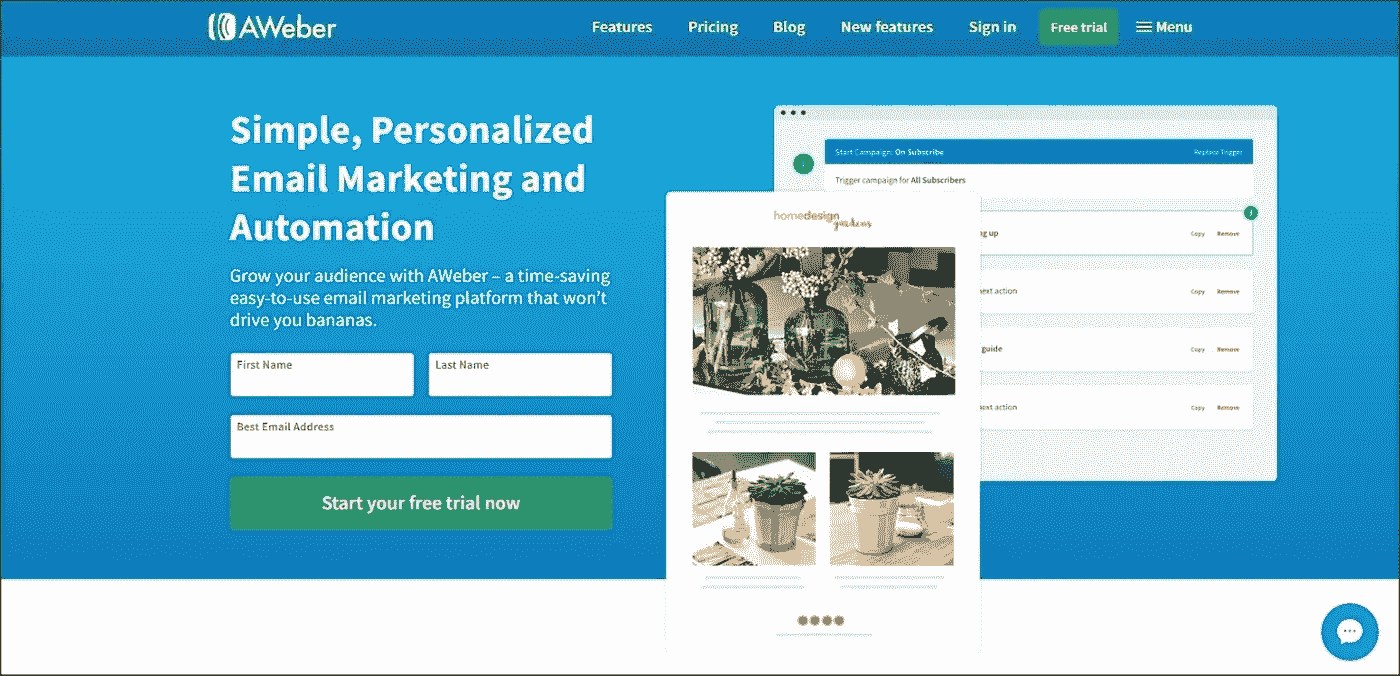 AWeber
Features Pricing Blog New features Sign in Free trial Menu
Simple, Personalized
Email Marketing and
Automation
Grow your audience with AWeber – a time-saving
easy-to-use email marketing platform that won't
drive you bananas.
First Name Last Name
Best Email Address
Start your free trial now
Start Campaign: On Subscribe Replace Trigger
Trigger campaign for All Subscribers
homedesign
gardens
ng up Copy Remove
next action Copy Remove
guide Copy Remove
next action Copy Remove